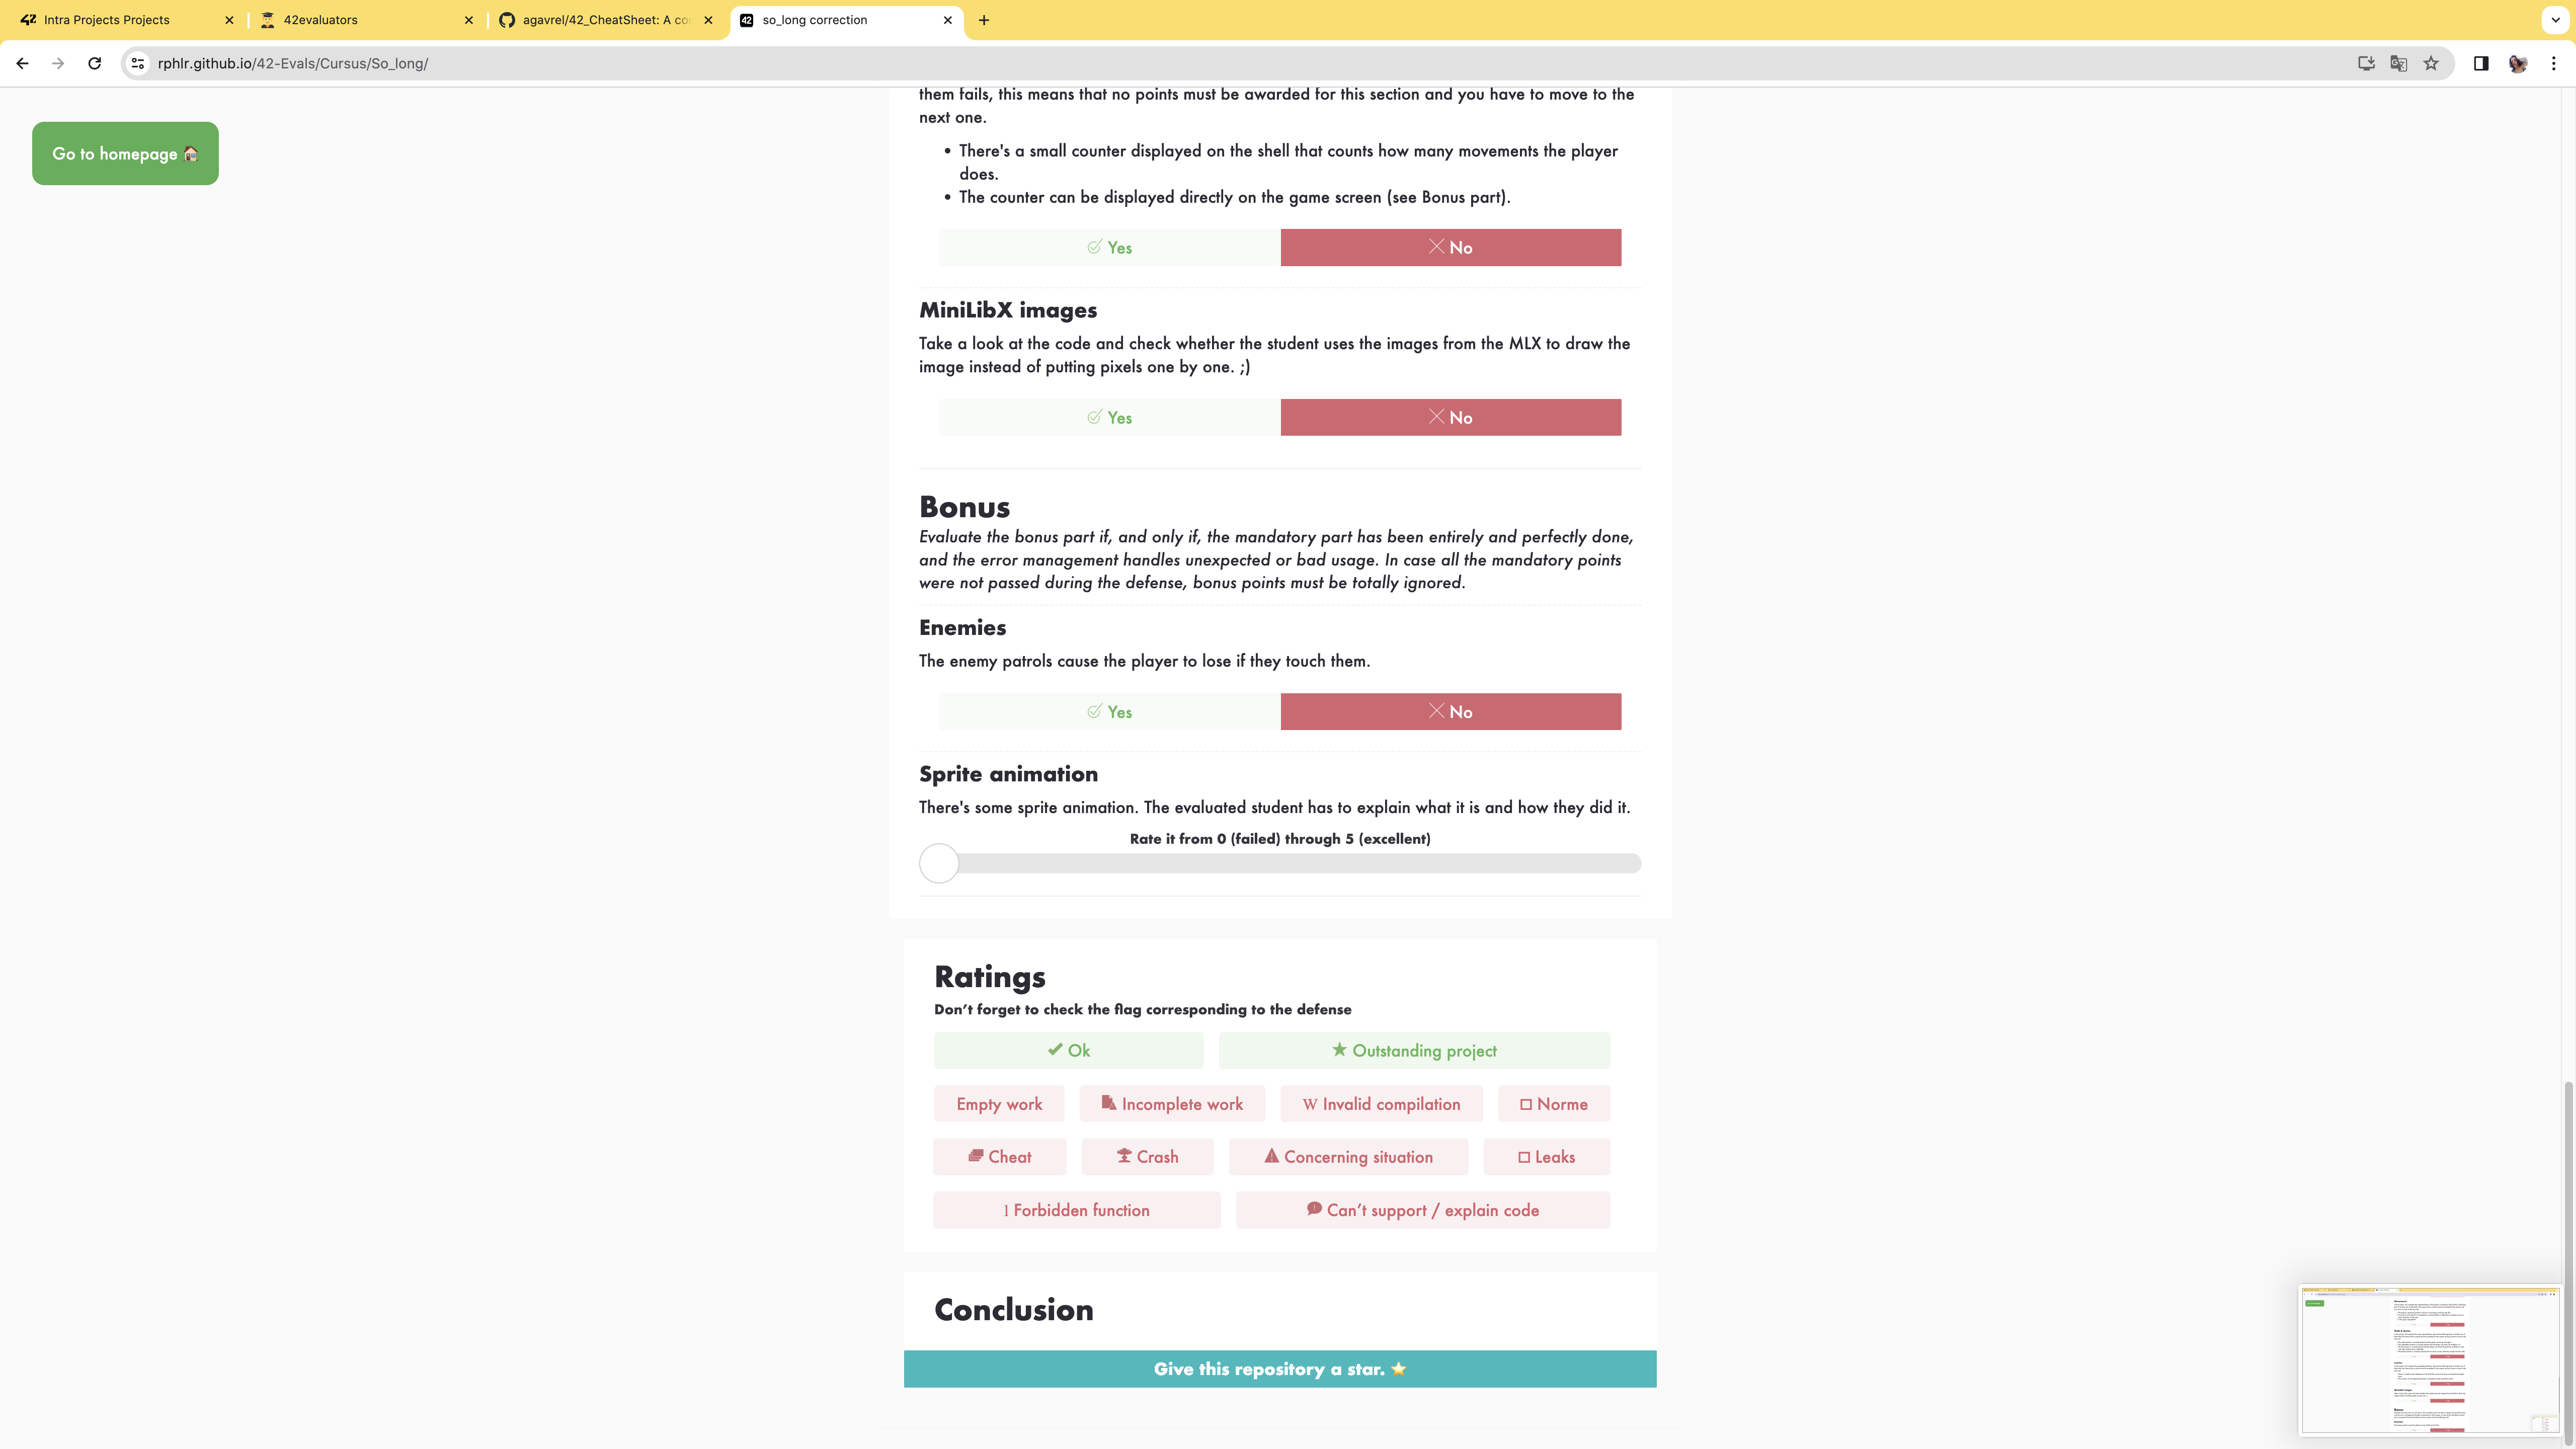 42 Intra Projects Projects
42evaluators
agavrel/42_CheatSheet: A co
42 so_long correction
rphlr.github.io/42-Evals/Cursus/So_long/
Go to homepage
them fails, this means that no points must be awarded for this section and you have to move to the
next one.
• There's a small counter displayed on the shell that counts how many movements the player
does.
• The counter can be displayed directly on the game screen (see Bonus part).
Yes
No
MiniLibX images
Take a look at the code and check whether the student uses the images from the MLX to draw the
image instead of putting pixels one by one. ;)
Yes
No
Bonus
Evaluate the bonus part if, and only if, the mandatory part has been entirely and perfectly done,
and the error management handles unexpected or bad usage. In case all the mandatory points
were not passed during the defense, bonus points must be totally ignored.
Enemies
The enemy patrols cause the player to lose if they touch them.
Yes
No
Sprite animation
There's some sprite animation. The evaluated student has to explain what it is and how they did it.
Rate it from 0 (failed) through 5 (excellent)
Ratings
Don’t forget to check the flag corresponding to the defense
Ok
★ Outstanding project
Empty work
Incomplete work
W Invalid compilation
Norme
Cheat
Crash
Concerning situation
Leaks
l Forbidden function
Can’t support / explain code
Conclusion
Give this repository a star. ⭐